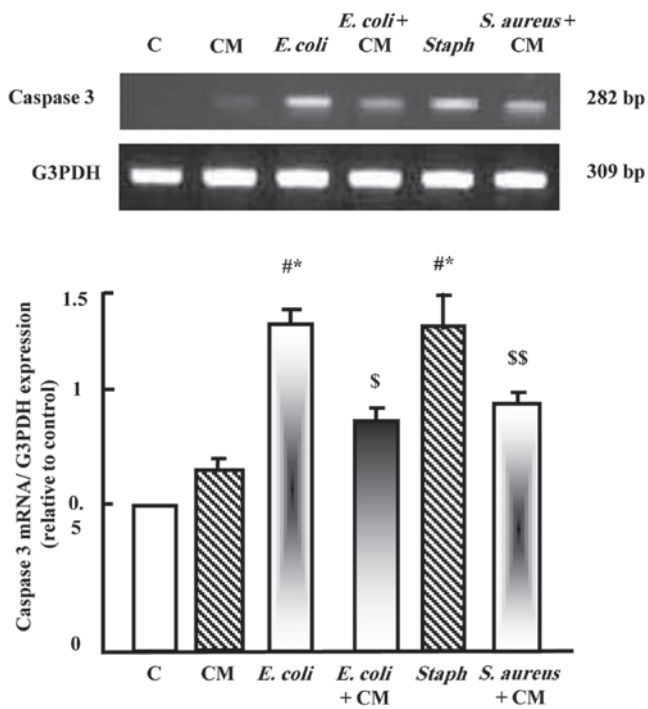 C CM E. coli E. coli + CM Staph S. aureus + CM
Caspase 3 282 bp
G3PDH 309 bp
Caspase 3 mRNA/ G3PDH expression
(relative to control)
1.5
1
0.
5
0
#*
$
#*
$$
C CM E. coli E. coli + CM Staph S. aureus + CM